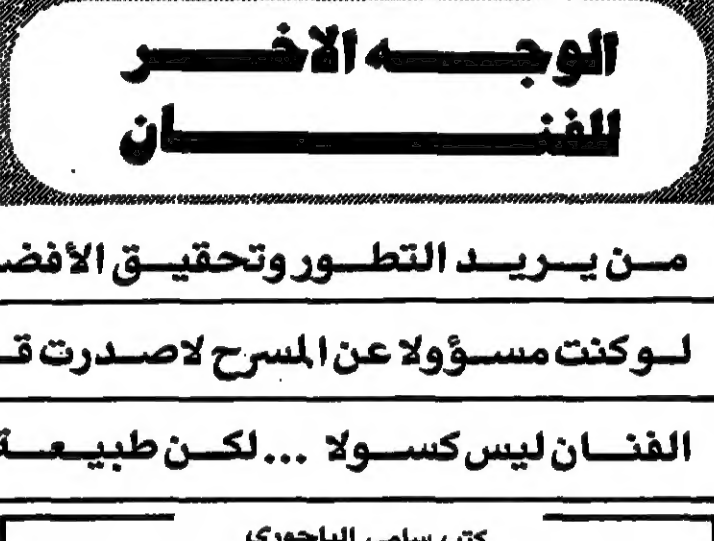 الوجه الاخر
للفنان
من يريد التطور وتحقيق الأفض
لو كنت مسؤولا عن المسرح لاصدرت ق
الفنان ليس كسولا ... لكن طبيعة
كتب سامي الباجوري